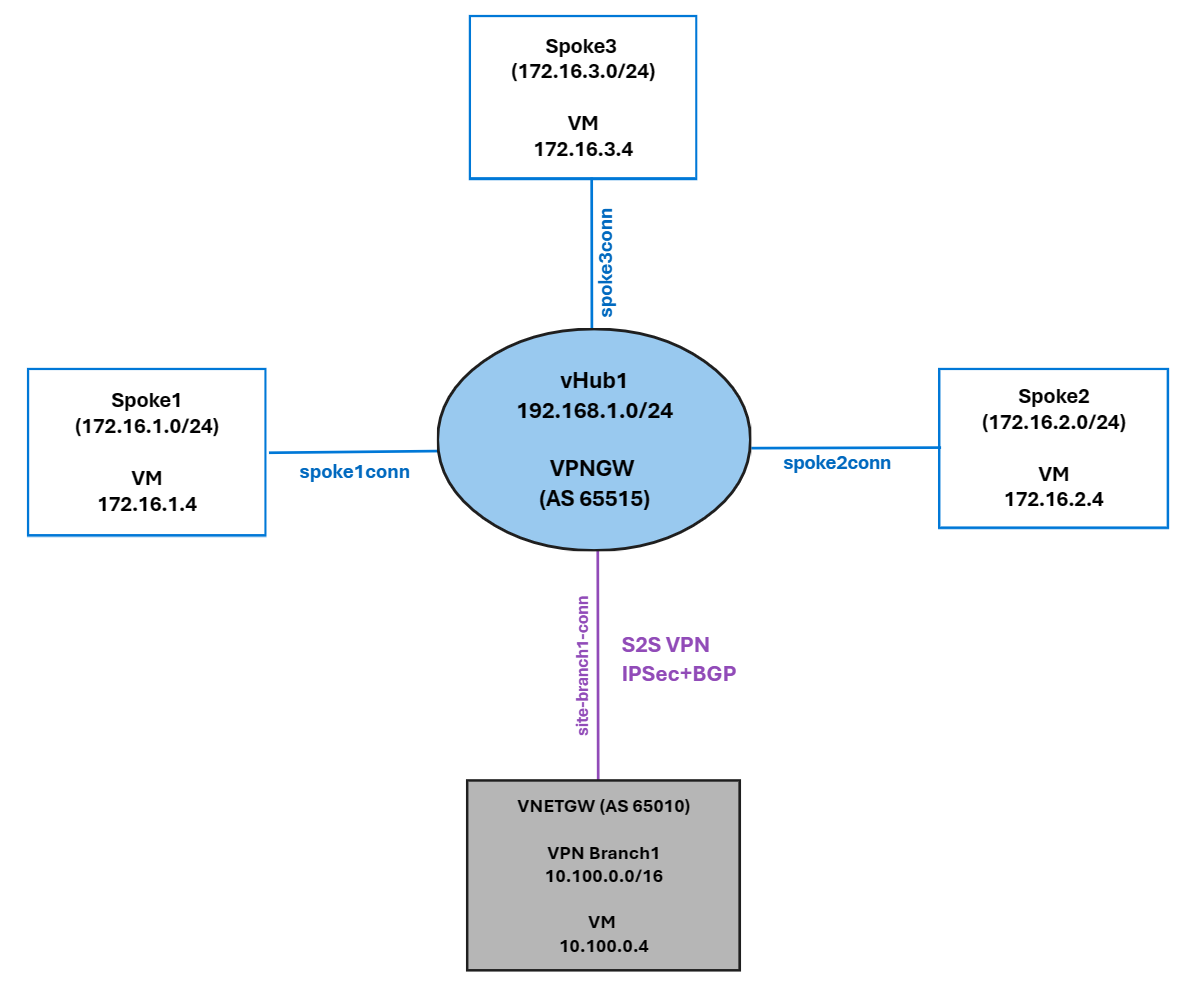 Spoke3
(172.16.3.0/24)
VM
172.16.3.4
spoke3conn
vHub1
192.168.1.0/24
VPNGW
(AS 65515)
Spoke1
(172.16.1.0/24)
VM
172.16.1.4
spoke1conn
Spoke2
(172.16.2.0/24)
VM
172.16.2.4
spoke2conn
site-branch1-conn
S2S VPN
IPSec+BGP
VNETGW (AS 65010)
VPN Branch1
10.100.0.0/16
VM
10.100.0.4